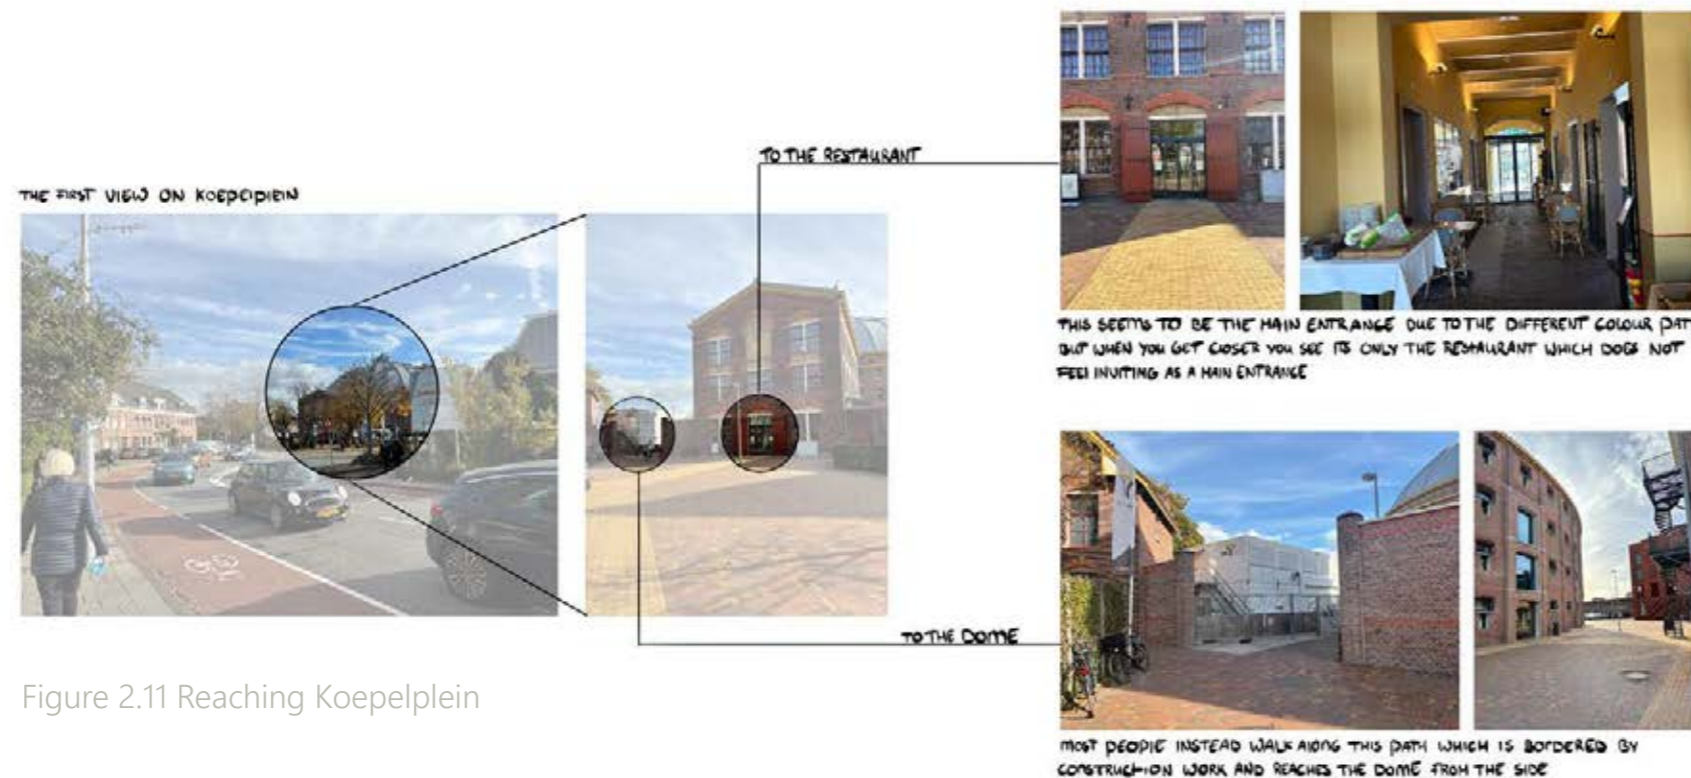 THE FIRST VIEW ON KOEPELPLEIN
TO THE RESTAURANT
THIS SEEMS TO BE THE MAIN ENTRANCE DUE TO THE DIFFERENT COLOUR PAT
BUT WHEN YOU GET CLOSER YOU SEE ITS ONLY THE RESTAURANT WHICH DOES NOT
FEEL INVITING AS A MAIN ENTRANCE
TO THE DOME
MOST PEOPLE INSTEAD WALK ALONG THIS PATH WHICH IS BORDERED BY
CONSTRUCTION WORK AND REACHES THE DOME FROM THE SIDE
Figure 2.11 Reaching Koepelplein